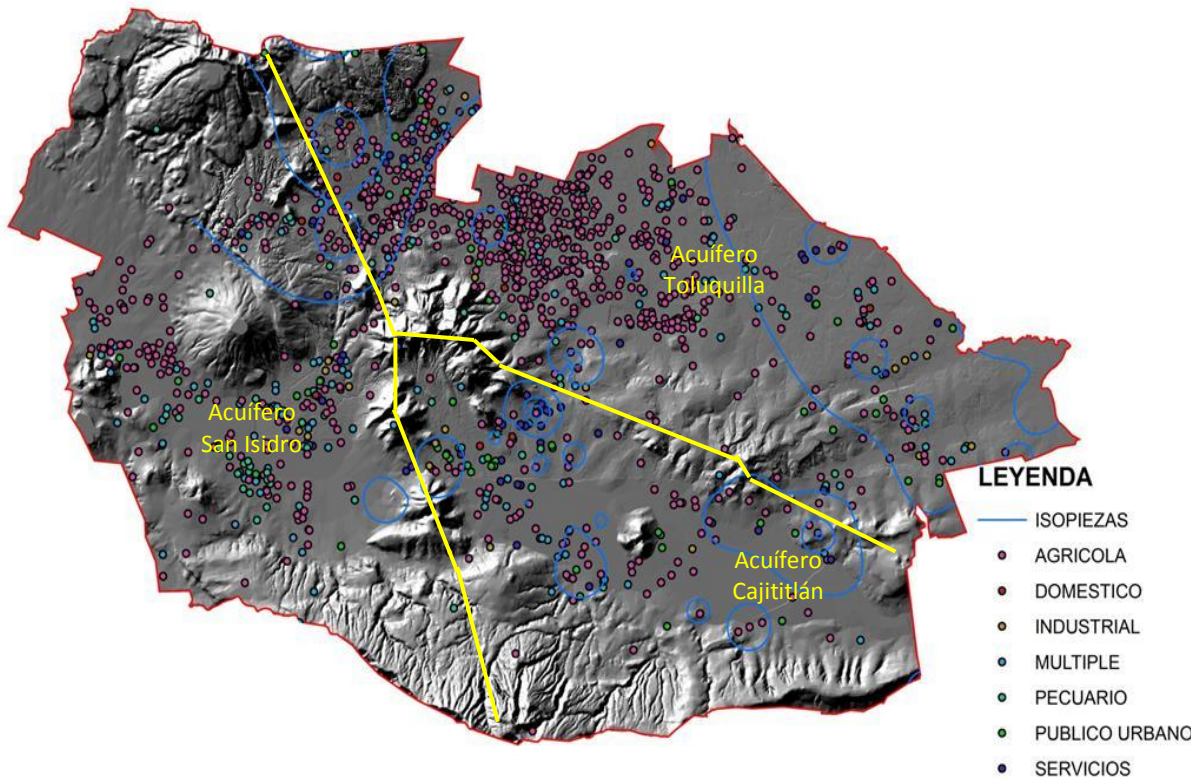 Acuífero
Toluquilla
Acuífero
San Isidro
Acuífero
Cajititlán
LEYENDA
ISOPIEZAS
AGRICOLA
DOMESTICO
INDUSTRIAL
MULTIPLE
PECUARIO
PUBLICO URBANO
SERVICIOS